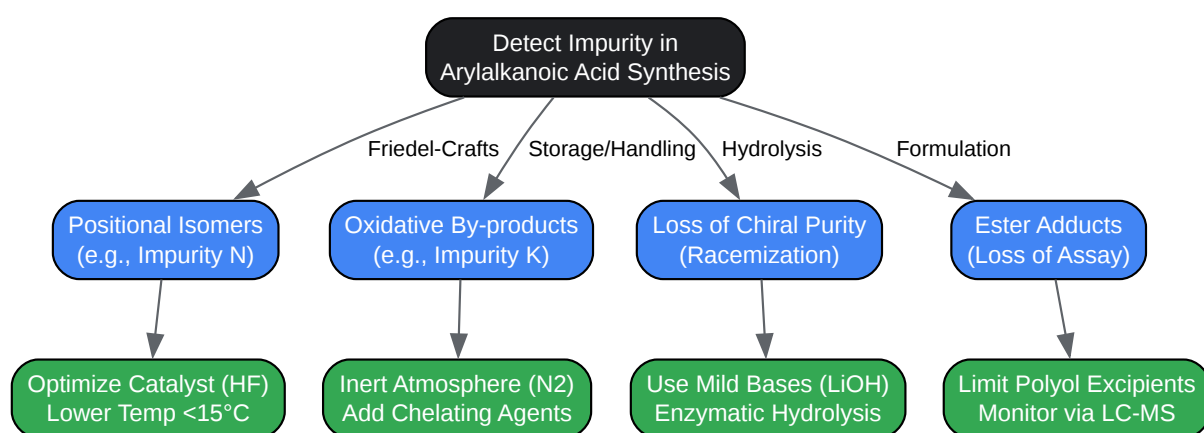 Detect Impurity in
Arylalkanoic Acid Synthesis
Friedel-Crafts
Storage/Handling
Hydrolysis
Formulation
Positional Isomers
(e.g., Impurity N)
Oxidative By-products
(e.g., Impurity K)
Loss of Chiral Purity
(Racemization)
Ester Adducts
(Loss of Assay)
Optimize Catalyst (HF)
Lower Temp <15°C
Inert Atmosphere (N2)
Add Chelating Agents
Use Mild Bases (LiOH)
Enzymatic Hydrolysis
Limit Polyol Excipients
Monitor via LC-MS